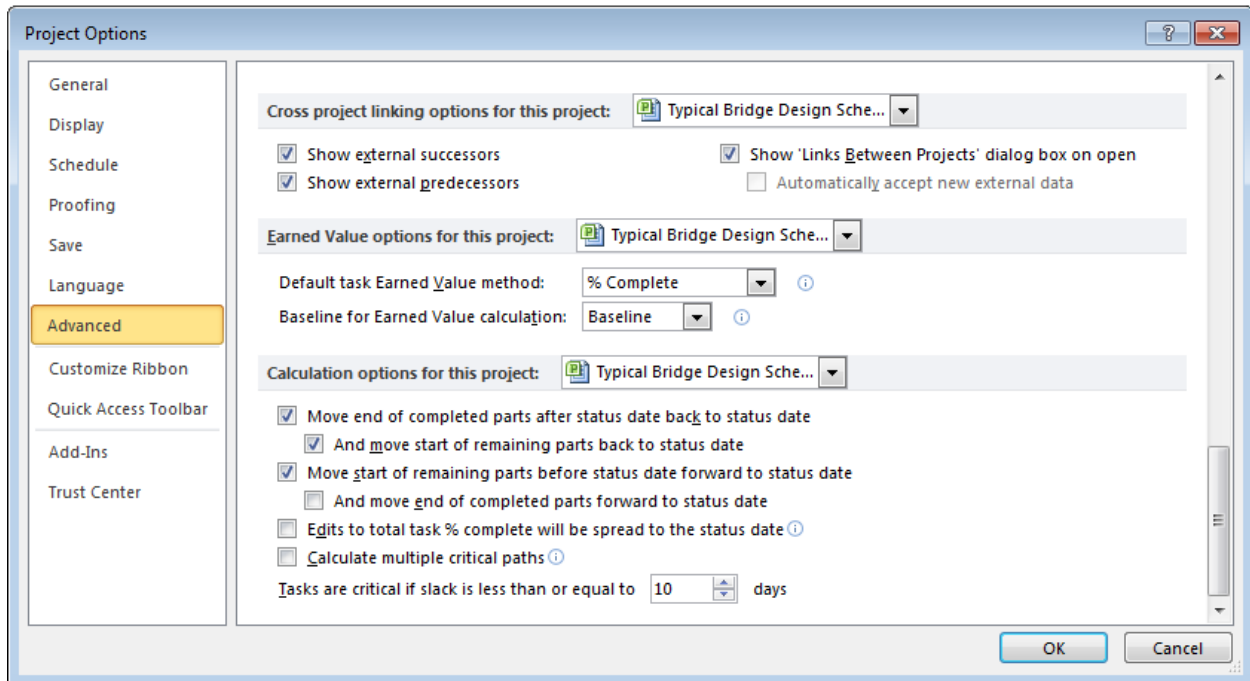 Project Options
General
Display
Schedule
Proofing
Save
Language
Advanced
Customize Ribbon
Quick Access Toolbar
Add-Ins
Trust Center
Cross project linking options for this project: Typical Bridge Design Sche...
Show external successors Show 'Links Between Projects' dialog box on open
Show external predecessors Automatically accept new external data
Earned Value options for this project: Typical Bridge Design Sche...
Default task Earned Value method: % Complete
Baseline for Earned Value calculation: Baseline
Calculation options for this project: Typical Bridge Design Sche...
Move end of completed parts after status date back to status date
And move start of remaining parts back to status date
Move start of remaining parts before status date forward to status date
And move end of completed parts forward to status date
Edits to total task % complete will be spread to the status date
Calculate multiple critical paths
Tasks are critical if slack is less than or equal to 10 days
OK Cancel